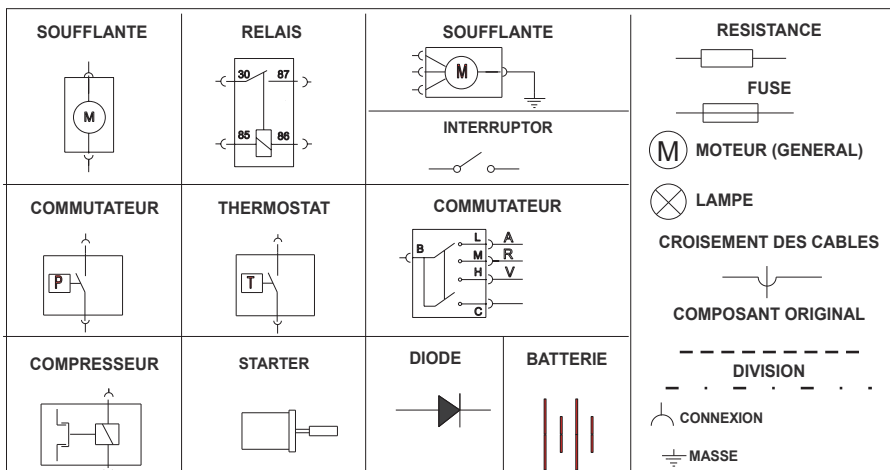 SOUFFLANTE
M
RELAIS
30 87
85 86
SOUFFLANTE
M
INTERRUPTOR
COMMUTATEUR
P
THERMOSTAT
T
COMMUTATEUR
B L A
M R
H V
C
COMPRESSEUR
STARTER
DIODE
BATTERIE
RESISTANCE
FUSE
M MOTEUR (GENERAL)
LAMPE
CROISEMENT DES CABLES
COMPOSANT ORIGINAL
DIVISION
CONNEXION
MASSE